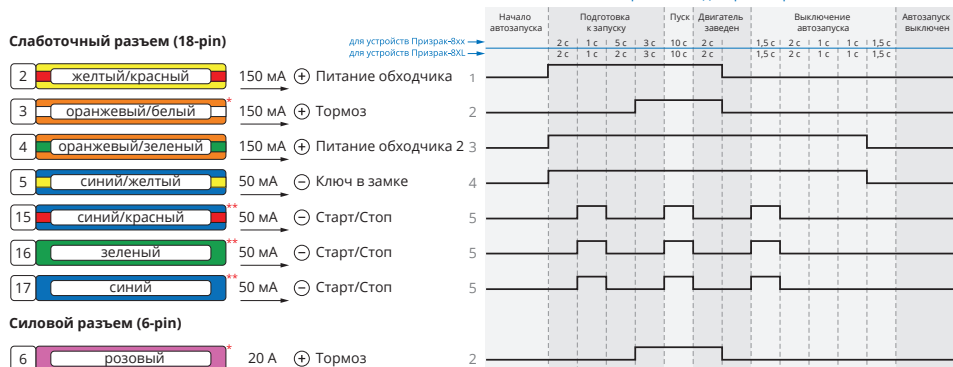 Начало автозапуска
Подготовка к запуску
Пуск
Двигатель заведен
Выключение автозапуска
Автозапуск выключен
Слаботочный разъем (18-pin)
для устройств Призрак-8xx 2 с 1 с 5 с 3 с 10 с 2 с 1,5 с 2 с 1 с 1 с 1,5 с
для устройств Призрак-8XL 2 с 1 с 2 с 3 с 10 с 2 с 1,5 с 2 с 1 с 1 с 1,5 с
2 желтый/красный 150 мА + Питание обходчика 1
3 оранжевый/белый * 150 мА + Тормоз 2
4 оранжевый/зеленый 150 мА + Питание обходчика 2 3
5 синий/желтый 50 мА − Ключ в замке 4
15 синий/красный ** 50 мА − Старт/Стоп 5
16 зеленый ** 50 мА − Старт/Стоп 5
17 синий ** 50 мА − Старт/Стоп 5
Силовой разъем (6-pin)
6 розовый * 20 А + Тормоз 2